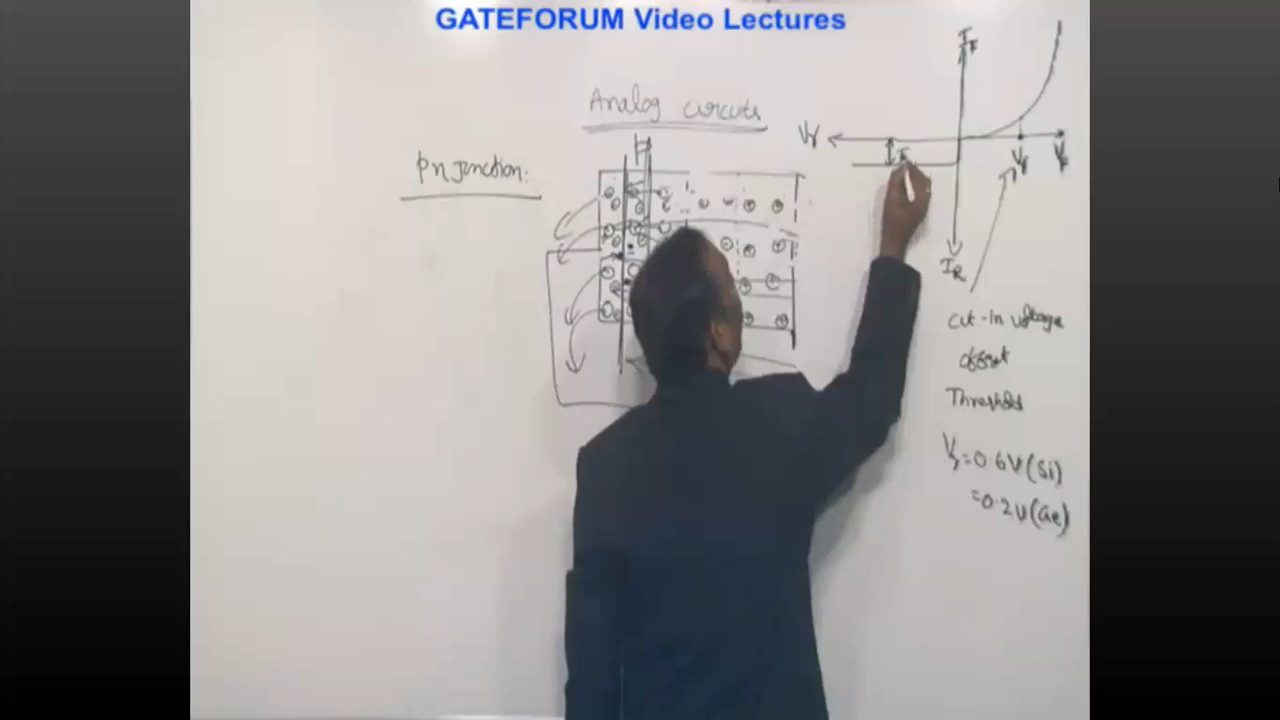 GATEFORUM Video Lectures
Analog circuits
pn junction:
IF
Vr
I
Vγ
VF
IR
Cut-in voltage
offset
Threshold
Vγ=0.6V(Si)
=0.2V(Ge)